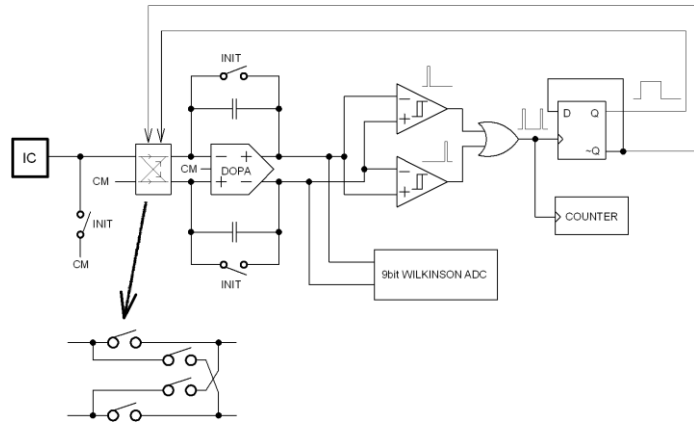 INIT
IC
CM
CM
− +
DOPA
+ −
INIT
CM
INIT
−
+
−
+
D Q
~Q
COUNTER
9bit WILKINSON ADC